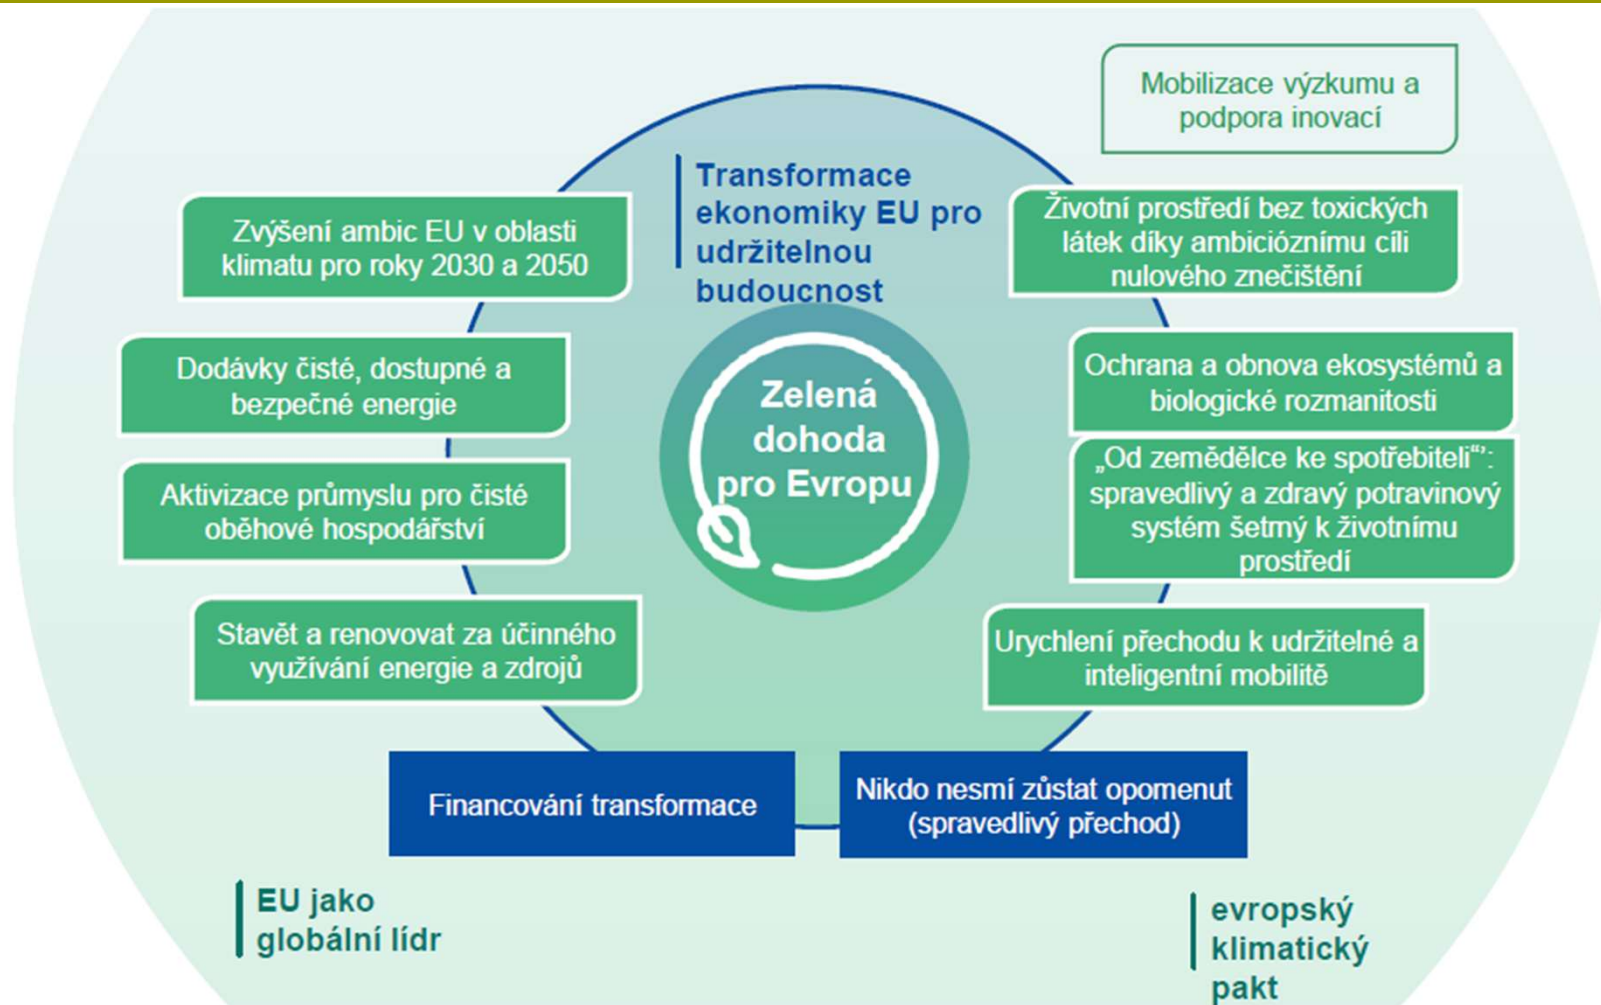 Mobilizace výzkumu a
podpora inovací
Transformace
ekonomiky EU pro
udržitelnou
budoucnost
Zvýšení ambic EU v oblasti
klimatu pro roky 2030 a 2050
Dodávky čisté, dostupné a
bezpečné energie
Aktivizace průmyslu pro čisté
oběhové hospodářství
Stavět a renovovat za účinného
využívání energie a zdrojů
Zelená
dohoda
pro Evropu
Životní prostředí bez toxických
látek díky ambicióznímu cíli
nulového znečištění
Ochrana a obnova ekosystémů a
biologické rozmanitosti
„Od zemědělce ke spotřebiteli“':
spravedlivý a zdravý potravinový
systém šetrný k životnímu
prostředí
Urychlení přechodu k udržitelné a
inteligentní mobilitě
Financování transformace
Nikdo nesmí zůstat opomenut
(spravedlivý přechod)
EU jako
globální lídr
evropský
klimatický
pakt